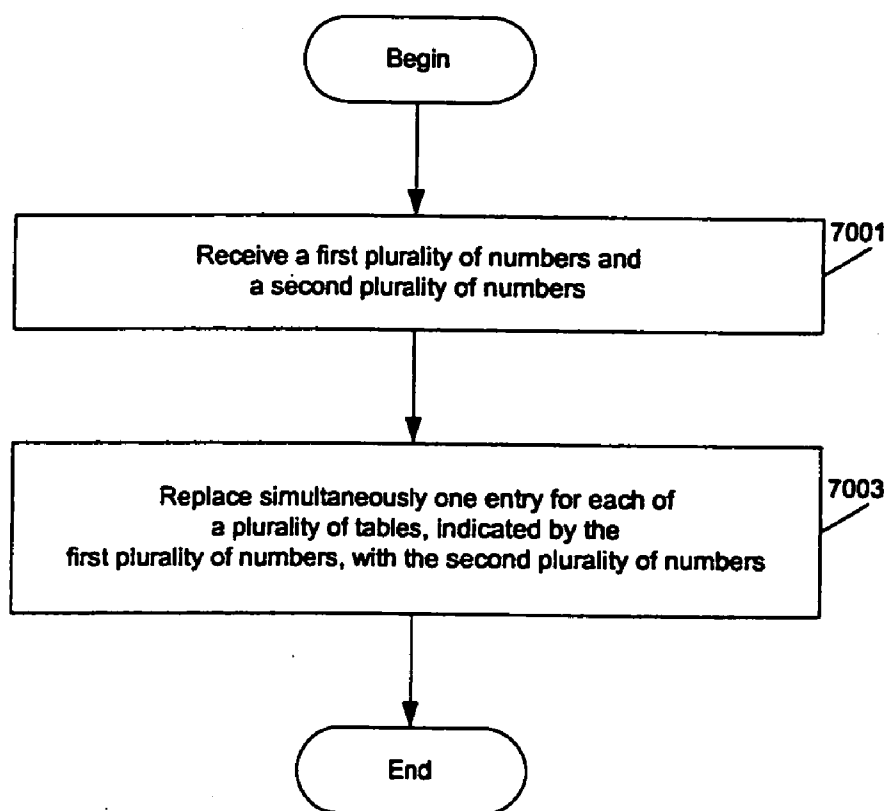 Begin
7001
Receive a first plurality of numbers and
a second plurality of numbers
7003
Replace simultaneously one entry for each of
a plurality of tables, indicated by the
first plurality of numbers, with the second plurality of numbers
End